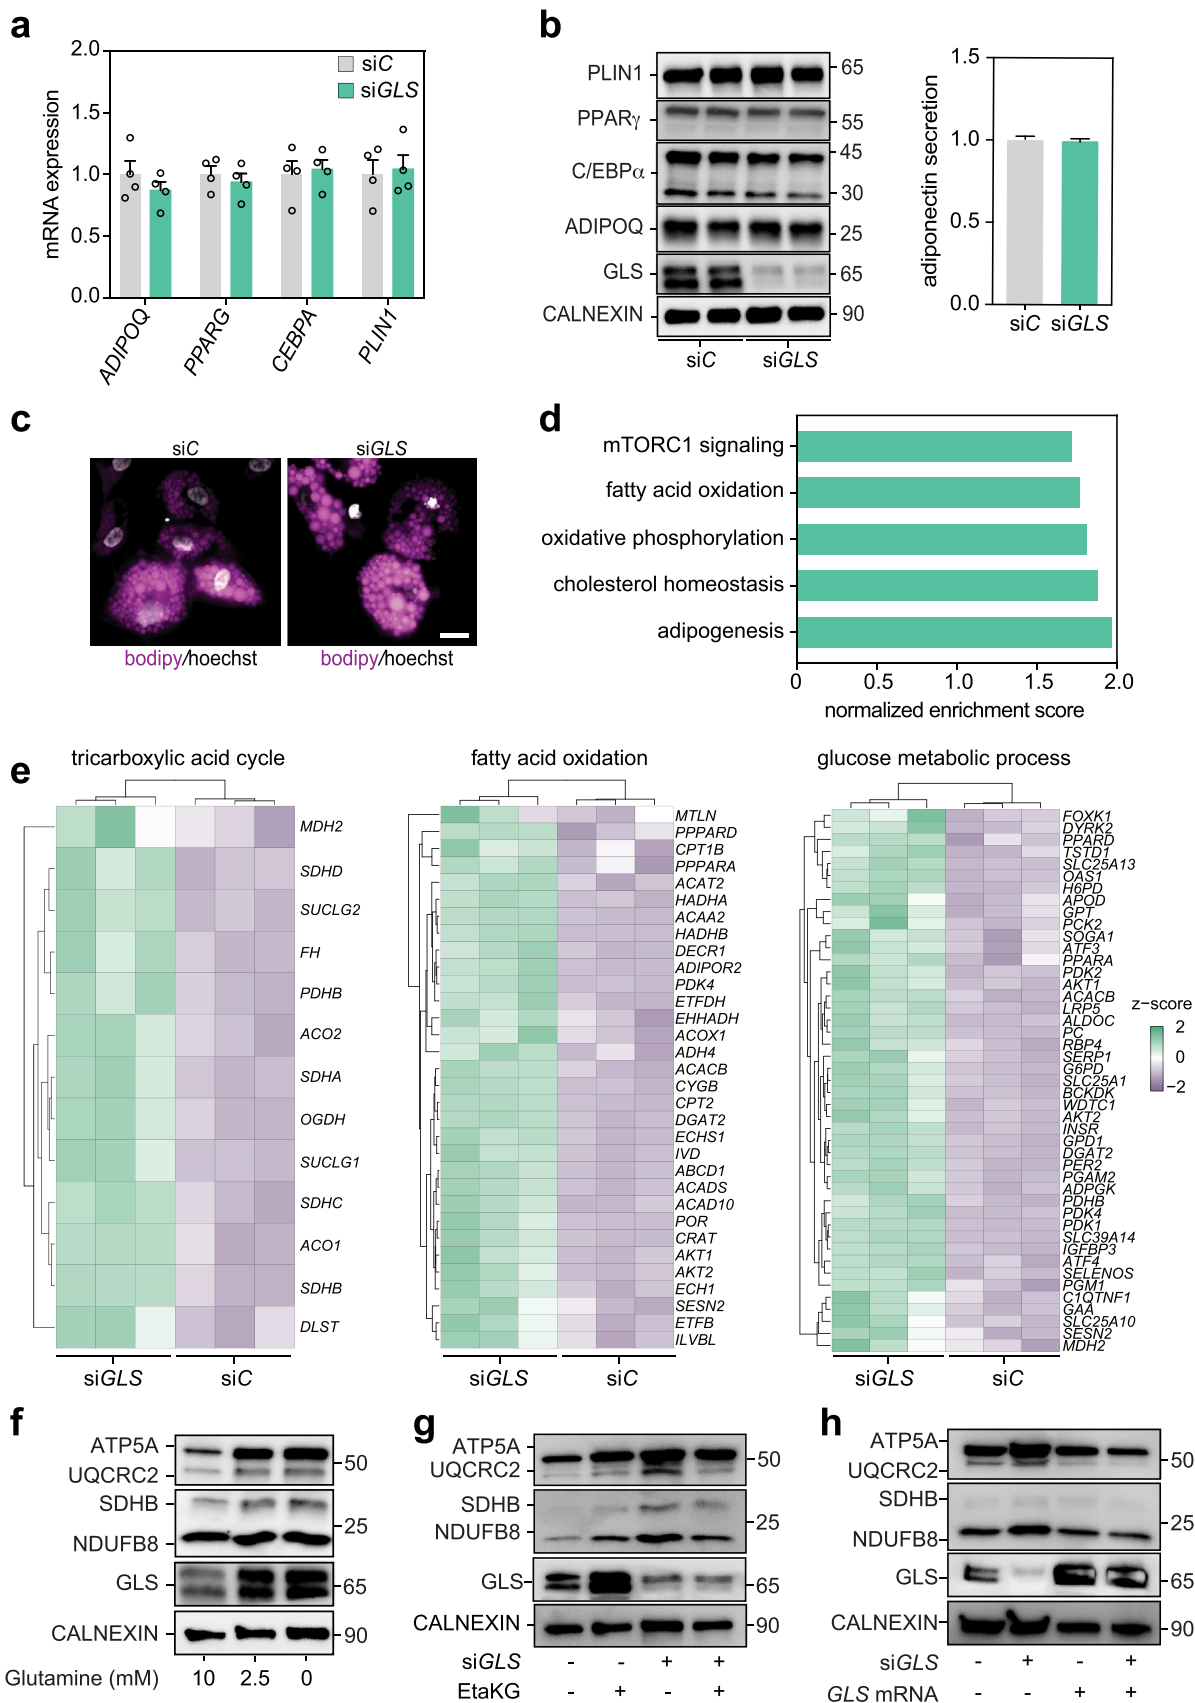 a
2.0
1.5
1.0
0.5
0.0
mRNA expression
siC
siGLS
ADIPOQ
PPARG
CEBPA
PLIN1
b
PLIN1
65
PPARγ
55
C/EBPα
45
30
ADIPOQ
25
GLS
65
CALNEXIN
90
siC siGLS
adiponectin secretion
1.5
1.0
0.5
0.0
siC siGLS
c
siC
siGLS
bodipy/hoechst
bodipy/hoechst
d
mTORC1 signaling
fatty acid oxidation
oxidative phosphorylation
cholesterol homeostasis
adipogenesis
0 0.5 1.0 1.5 2.0
normalized enrichment score
e
tricarboxylic acid cycle
MDH2
SDHD
SUCLG2
FH
PDHB
ACO2
SDHA
OGDH
SUCLG1
SDHC
ACO1
SDHB
DLST
siGLS siC
fatty acid oxidation
MTLN
PPPARD
CPT1B
PPPARA
ACAT2
HADHA
ACAA2
HADHB
DECR1
ADIPOR2
PDK4
ETFDH
EHHADH
ACOX1
ADH4
ACACB
CYGB
CPT2
DGAT2
ECHS1
IVD
ABCD1
ACADS
ACAD10
POR
CRAT
AKT1
AKT2
ECH1
SESN2
ETFB
ILVBL
siGLS siC
glucose metabolic process
FOXK1
DYRK2
PPARD
TSTD1
SLC25A13
OAS1
H6PD
APOD
GPT
PCK2
SOGA1
ATF3
PPARA
PDK2
AKT1
ACACB
LRP5
ALDOC
PC
RBP4
SERP1
G6PD
SLC25A1
BCKDK
WDTC1
AKT2
INSR
GPD1
DGAT2
PER2
PGAM2
ADPGK
PDHB
PDK4
PDK1
SLC39A14
IGFBP3
ATF4
SELENOS
PGM1
C1QTNF1
GAA
SLC25A10
SESN2
MDH2
siGLS siC
z-score
2
0
−2
f
ATP5A
UQCRC2
50
SDHB
25
NDUFB8
GLS
65
CALNEXIN
90
Glutamine (mM) 10 2.5 0
g
ATP5A
UQCRC2
50
SDHB
25
NDUFB8
GLS
65
CALNEXIN
90
siGLS - - + +
EtaKG - + - +
h
ATP5A
50
UQCRC2
SDHB
25
NDUFB8
GLS
65
CALNEXIN
90
siGLS - + - +
GLS mRNA - - + +